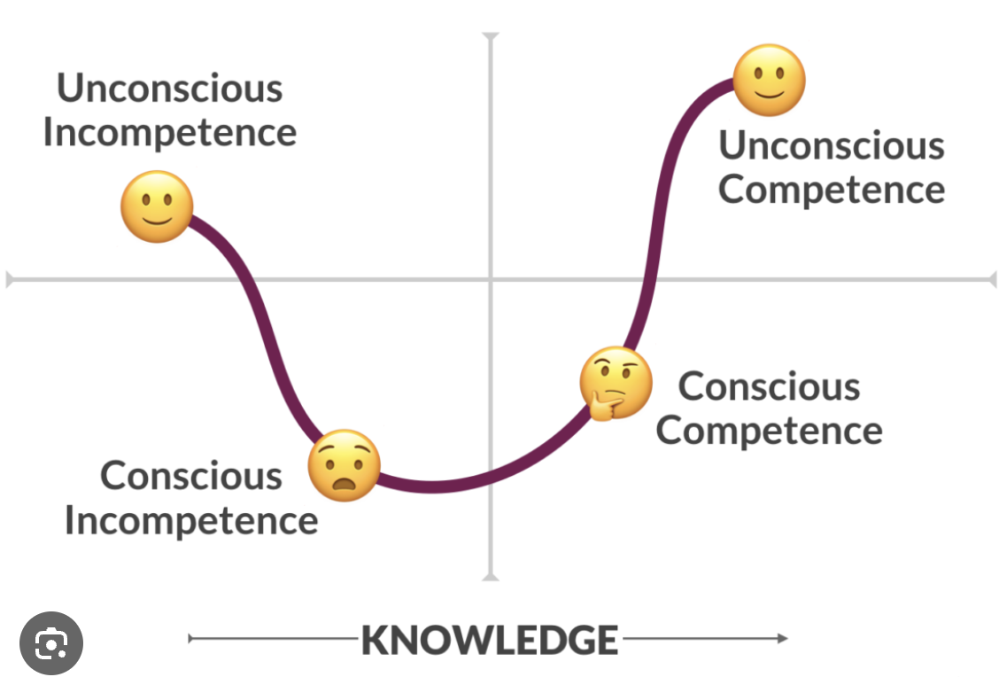 Unconscious
Incompetence
Unconscious
Competence
Conscious
Competence
Conscious
Incompetence
KNOWLEDGE